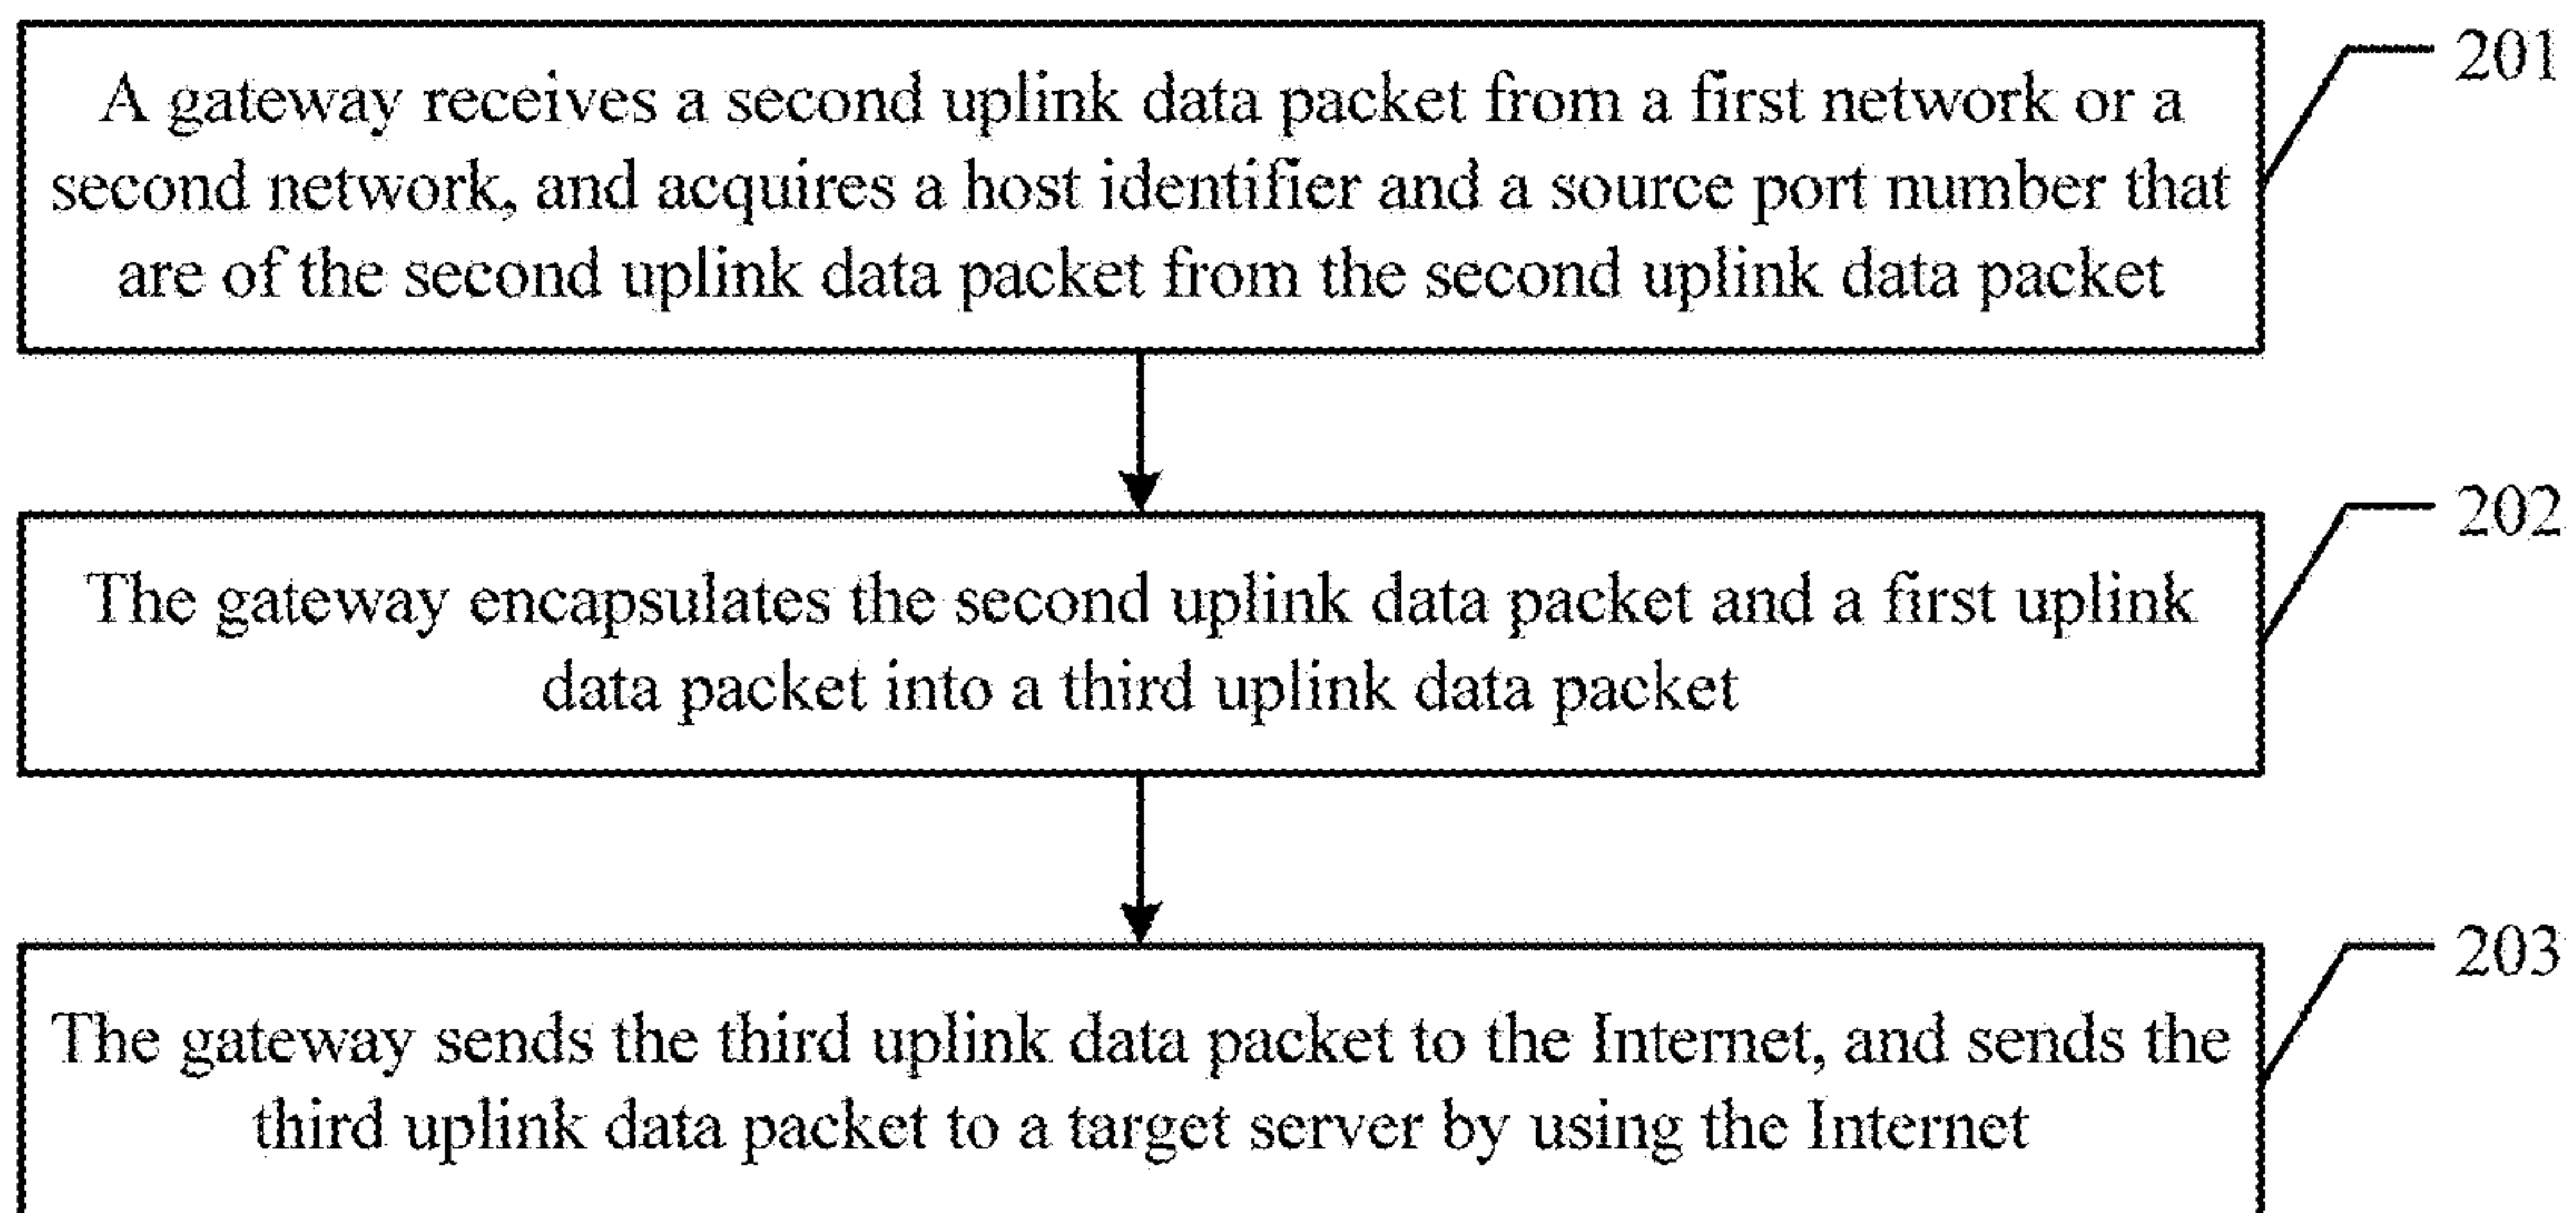 A gateway receives a second uplink data packet from a first network or a
second network, and acquires a host identifier and a source port number that
are of the second uplink data packet from the second uplink data packet
201
The gateway encapsulates the second uplink data packet and a first uplink
data packet into a third uplink data packet
202
The gateway sends the third uplink data packet to the Internet, and sends the
third uplink data packet to a target server by using the Internet
203